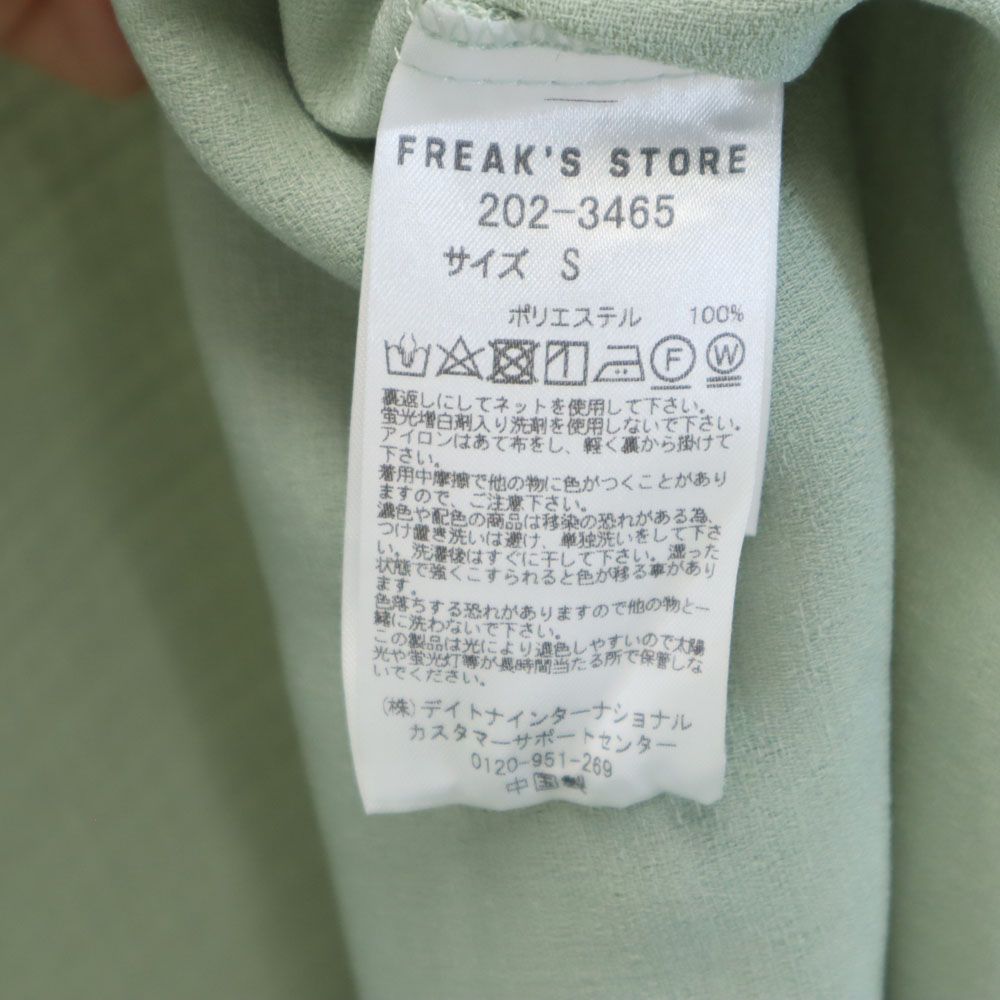 FREAK'S STORE
202-3465
サイズ S
ポリエステル 100%
F W
裏返しにしてネットを使用して下さい。
蛍光増白剤入り洗剤を使用しないで下さい。
アイロンはあて布をし、軽く裏から掛けて
下さい。
着用中摩擦で他の物に色がつくことがあり
ますので、ご注意下さい。
濃色や配色の商品は移染の恐れがある為、
つけ置き洗いは避け、単独洗いをして下さ
い。洗濯後はすぐに干して下さい。湿った
状態で強くこすられると色が移る事があり
ます。
色落ちする恐れがありますので他の物と一
緒に洗わないで下さい。
この製品は光により退色しやすいので太陽
光や蛍光灯等が長時間当たる所で保管しな
いでください。
(株)デイトナインターナショナル
カスタマーサポートセンター
0120-951-269
中国製